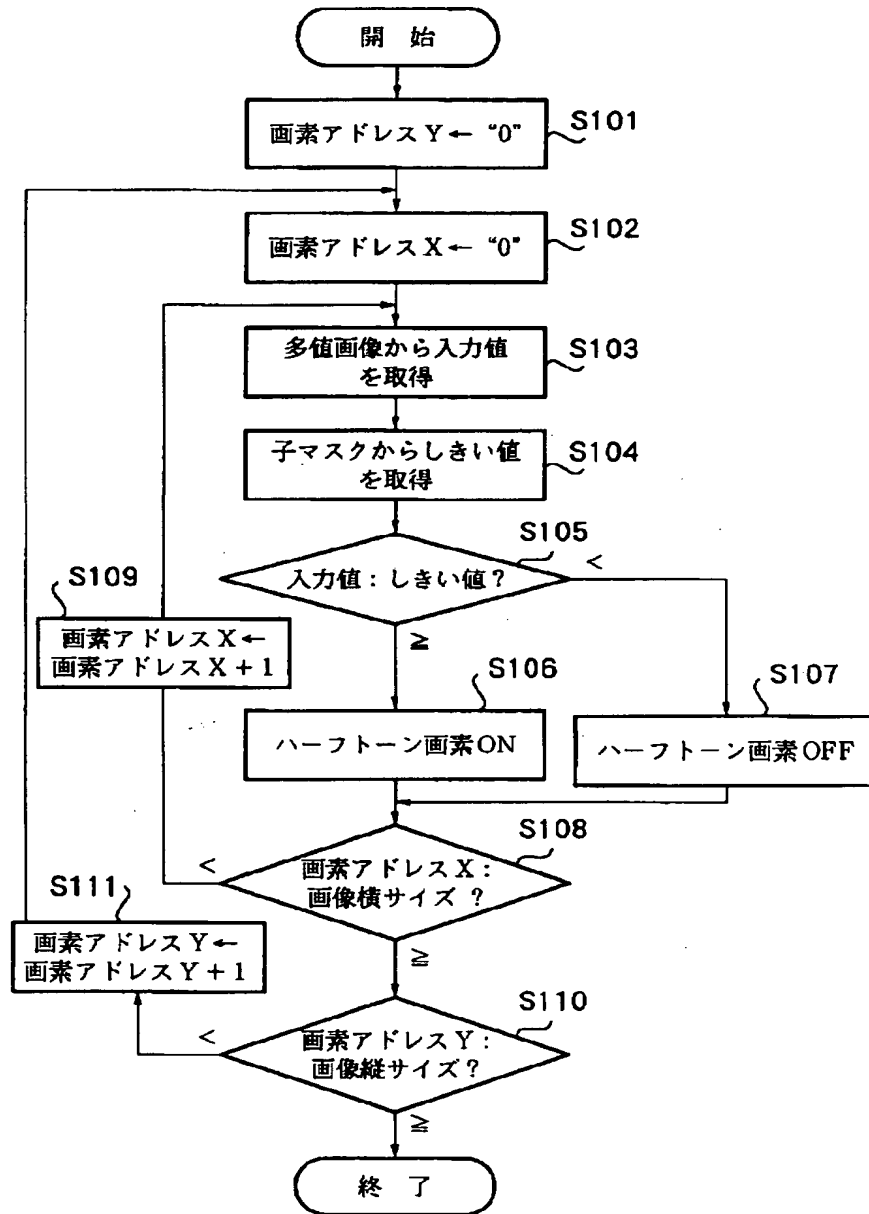 開 始
S101
画素アドレスY← “0”
S102
画素アドレスX← “0”
S103
多値画像から入力値
を取得
S104
子マスクからしきい値
を取得
S105
入力値：しきい値？
<
≧
S109
画素アドレスX←
画素アドレスX＋1
S106
ハーフトーン画素ON
S107
ハーフトーン画素OFF
S108
画素アドレスX：
画像横サイズ？
<
≧
S111
画素アドレスY←
画素アドレスY＋1
S110
画素アドレスY：
画像縦サイズ？
<
≧
終 了